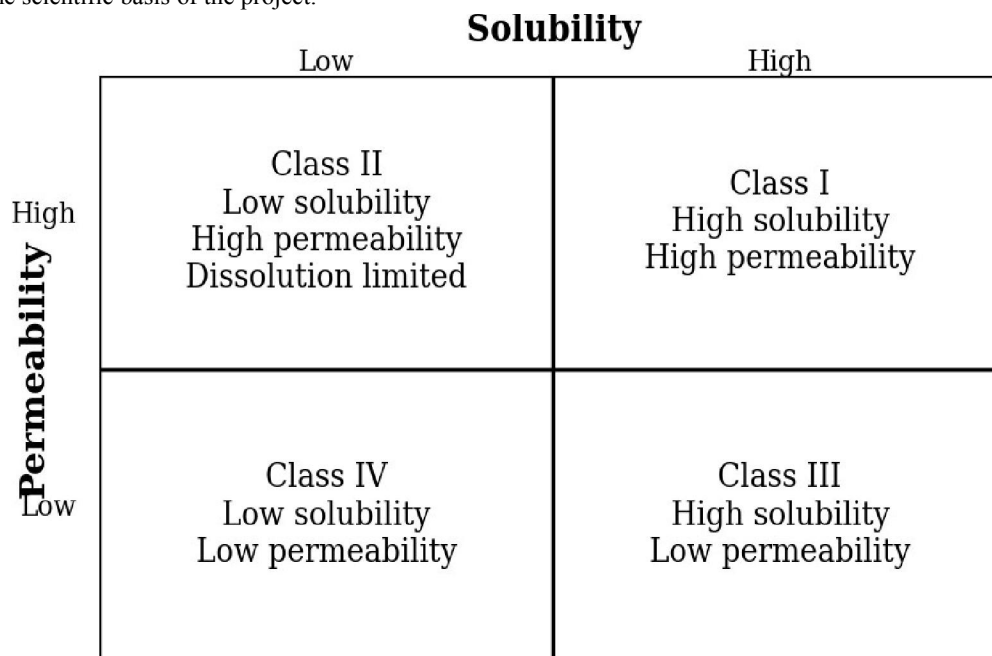 the scientific basis of the project.
Solubility
Low High
Class II
Low solubility
High permeability
Dissolution limited
Class I
High solubility
High permeability
High
Permeability
Low
Class IV
Low solubility
Low permeability
Class III
High solubility
Low permeability